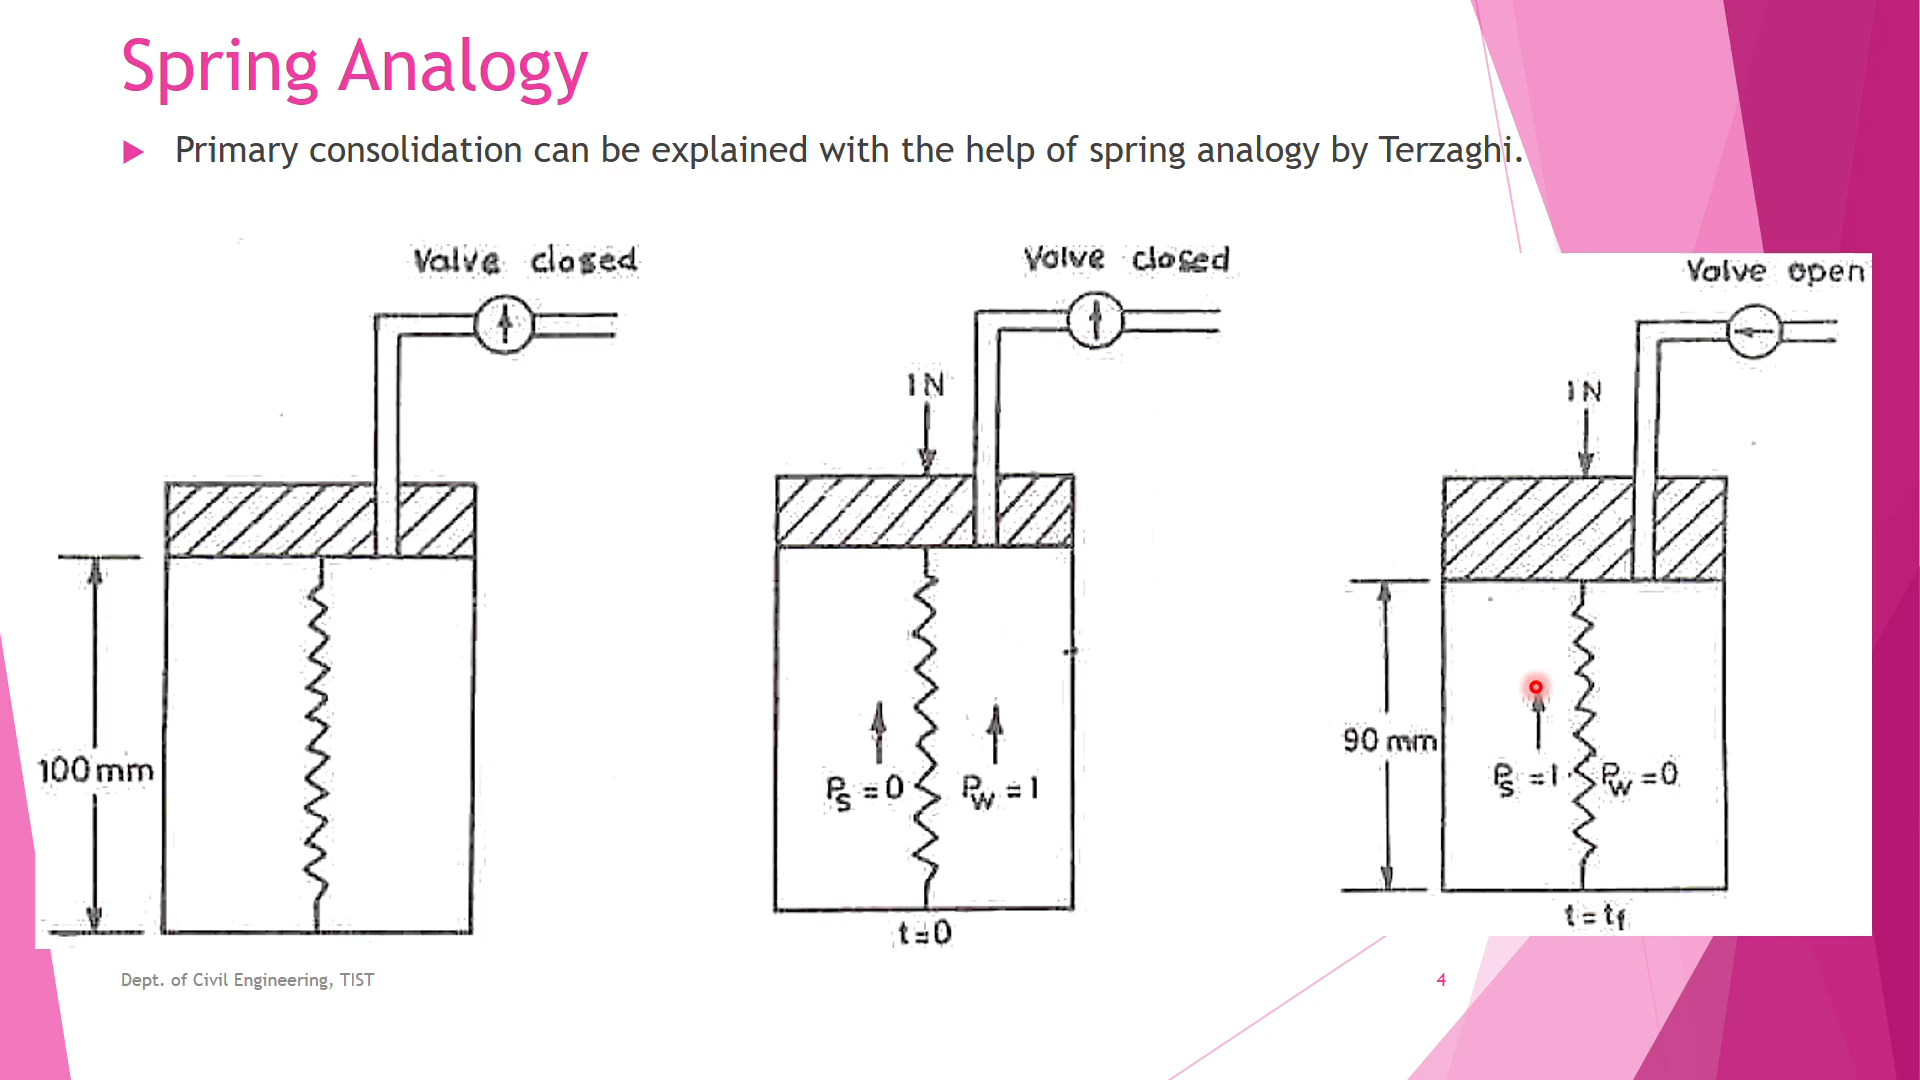 Spring Analogy
Primary consolidation can be explained with the help of spring analogy by Terzaghi.
Valve closed
100 mm
Valve closed
1N
Ps = 0
Pw = 1
t=0
Valve open
1N
90 mm
Ps = 1
Pw = 0
t = tf
Dept. of Civil Engineering, TIST
4